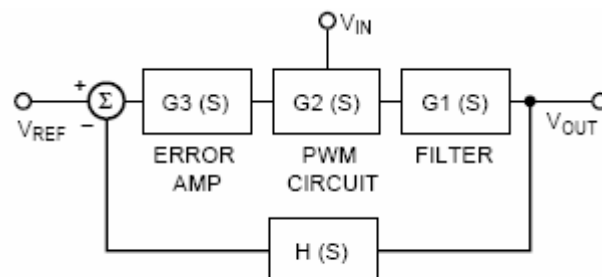 VIN
+
Σ
G3 (S)
G2 (S)
G1 (S)
VREF
−
VOUT
ERROR AMP
PWM CIRCUIT
FILTER
H (S)